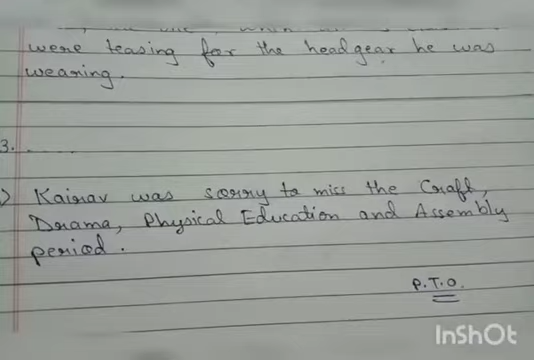 were teasing for the headgear he was
wearing.
3. .....
Kairav was sorry to miss the Craft,
Drama, Physical Education and Assembly
period.
P.T.O.
InShOt